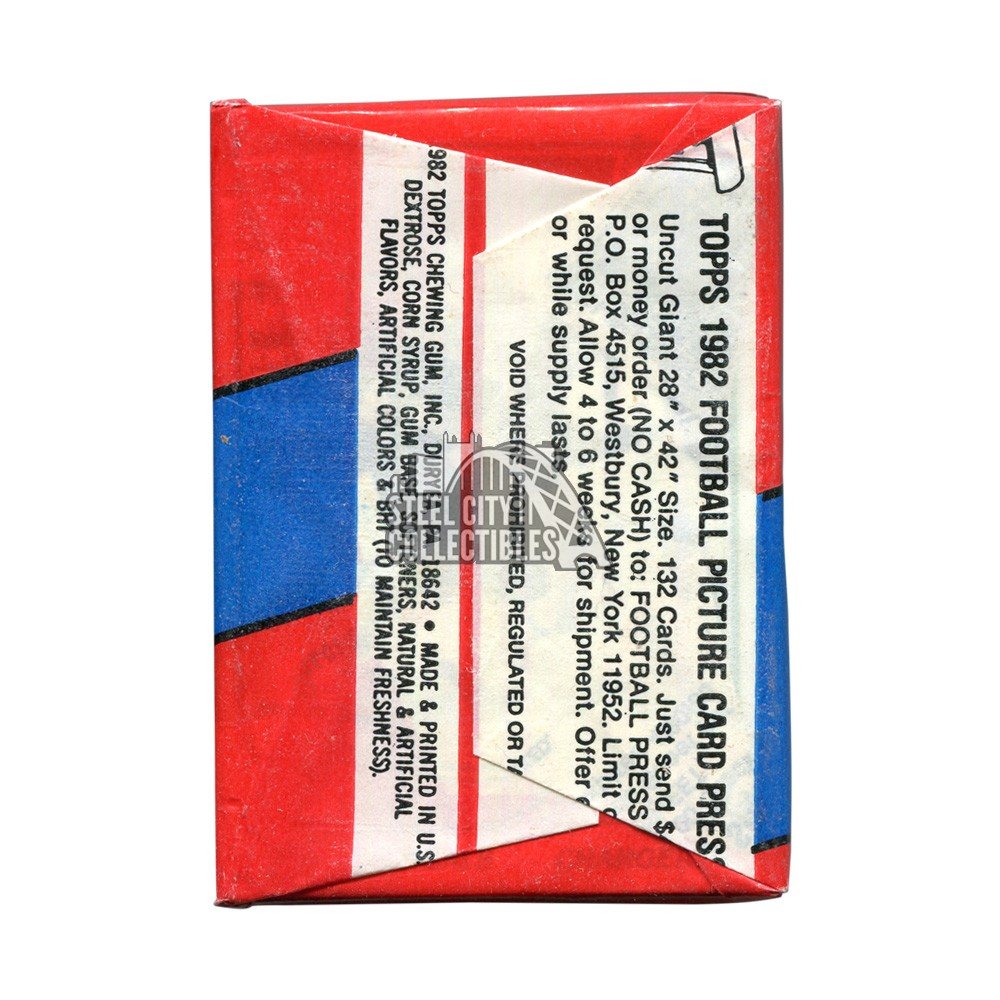 TOPPS 1982 FOOTBALL PICTURE CARD PRESS
Uncut Giant 28" x 42" Size. 132 Cards. Just send $
or money order (NO CASH) to: FOOTBALL PRESS
P.O. Box 4515, Westbury, New York 11952. Limit
request. Allow 4 to 6 weeks for shipment. Offer
or while supply lasts
VOID WHERE PROHIBITED, REGULATED OR
982 TOPPS CHEWING GUM, INC., DURYEA, PA 18642 • MADE & PRINTED IN U.S.
DEXTROSE, CORN SYRUP, GUM BASE, SOFTENERS, NATURAL & ARTIFICIAL
FLAVORS, ARTIFICIAL COLORS & BHT (TO MAINTAIN FRESHNESS).
STEEL CITY
COLLECTIBLES